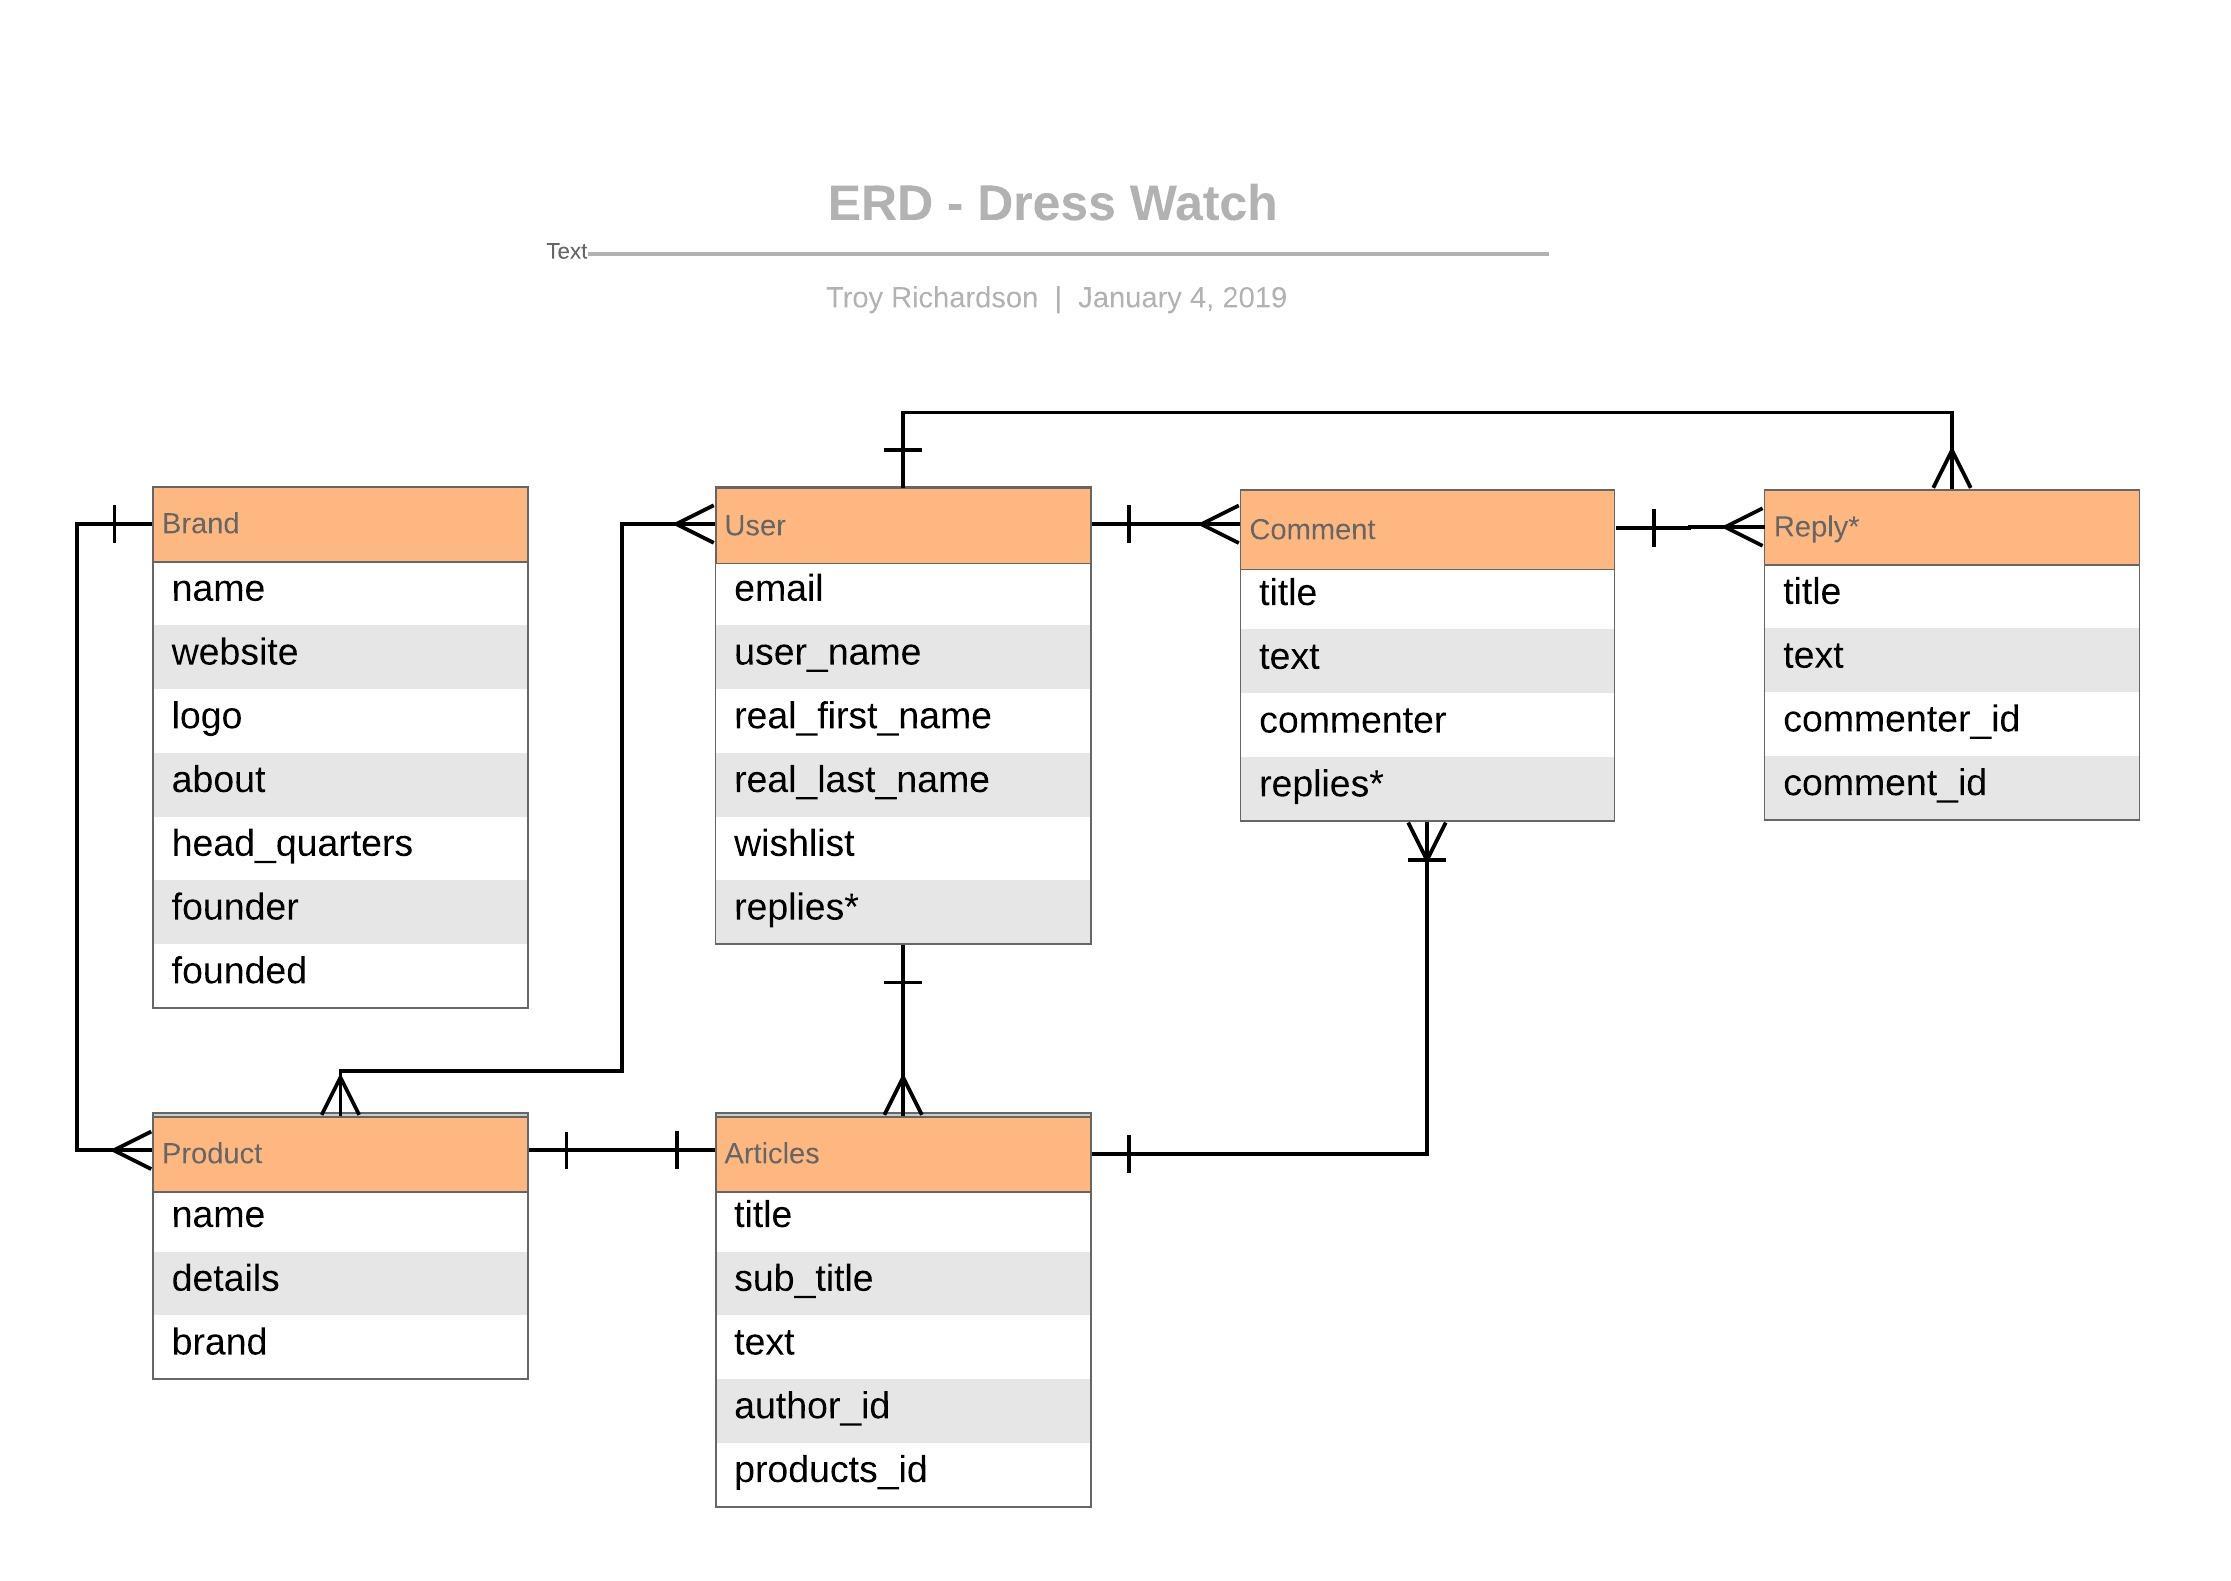 ERD - Dress Watch
Text
Troy Richardson | January 4, 2019
Brand
name
website
logo
about
head_quarters
founder
founded
User
email
user_name
real_first_name
real_last_name
wishlist
replies*
Comment
title
text
commenter
replies*
Reply*
title
text
commenter_id
comment_id
Product
name
details
brand
Articles
title
sub_title
text
author_id
products_id